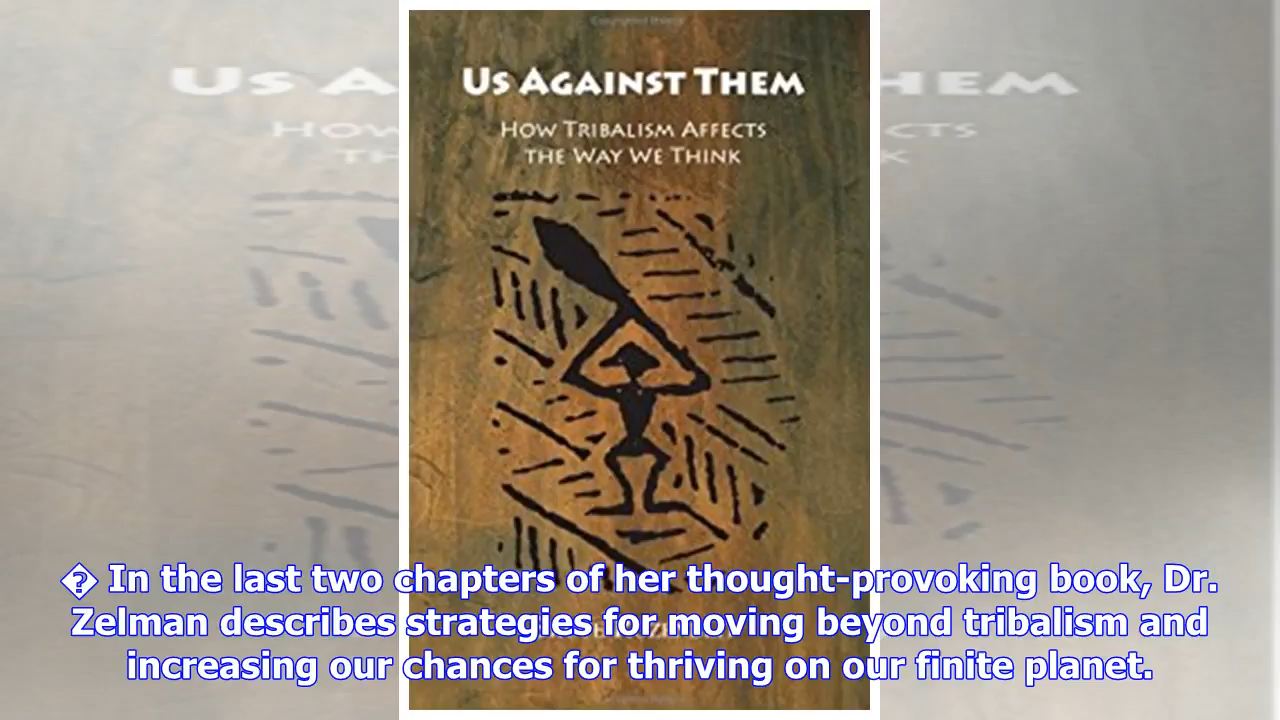 Copyrighted Material
US AGAINST THEM
HOW TRIBALISM AFFECTS
THE WAY WE THINK
� In the last two chapters of her thought-provoking book, Dr.
Zelman describes strategies for moving beyond tribalism and
increasing our chances for thriving on our finite planet.